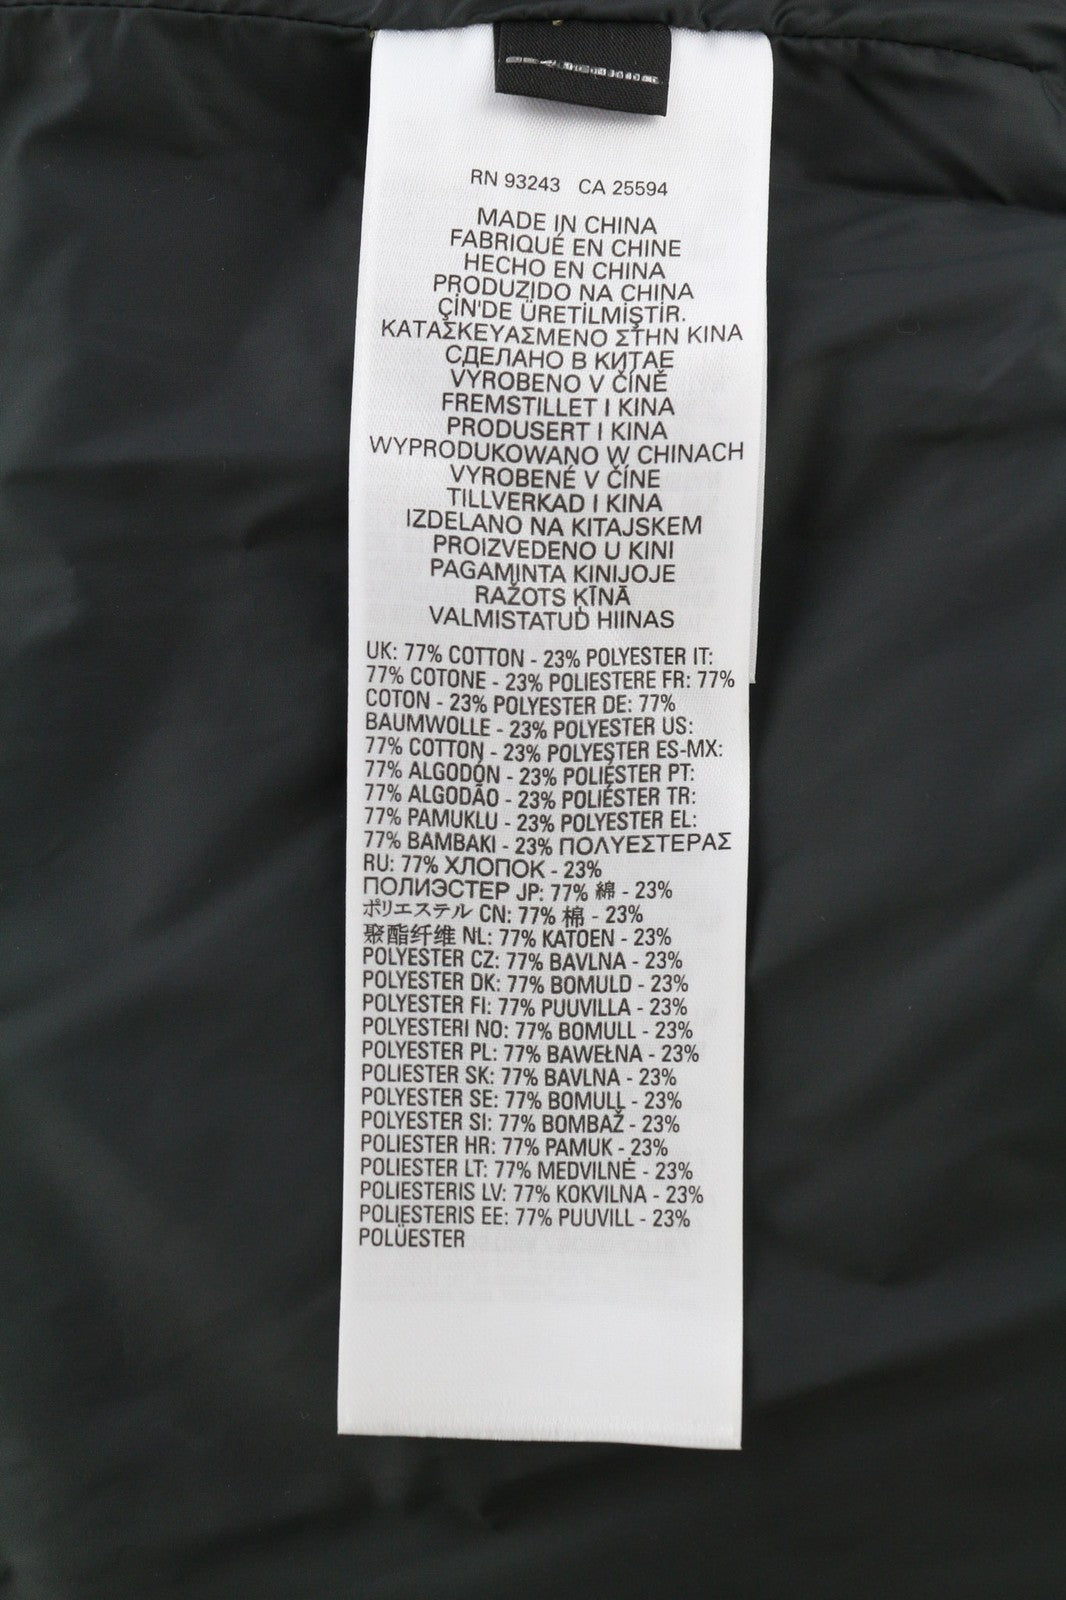 RN 93243 CA 25594
MADE IN CHINA
FABRIQUÉ EN CHINE
HECHO EN CHINA
PRODUZIDO NA CHINA
ÇİN'DE ÜRETİLMİŞTİR.
ΚΑΤΑΣΚΕΥΑΣΜΕΝΟ ΣΤΗΝ ΚΙΝΑ
СДЕЛАНО В КИТАЕ
VYROBENO V ČÍNĚ
FREMSTILLET I KINA
PRODUSERT I KINA
WYPRODUKOWANO W CHINACH
VYROBENÉ V ČÍNE
TILLVERKAD I KINA
IZDELANO NA KITAJSKEM
PROIZVEDENO U KINI
PAGAMINTA KINIJOJE
RAŽOTS ĶĪNĀ
VALMISTATUD HIINAS
UK: 77% COTTON - 23% POLYESTER IT:
77% COTONE - 23% POLIESTERE FR: 77%
COTON - 23% POLYESTER DE: 77%
BAUMWOLLE - 23% POLYESTER US:
77% COTTON - 23% POLYESTER ES-MX:
77% ALGODÓN - 23% POLIÉSTER PT:
77% ALGODÃO - 23% POLIÉSTER TR:
77% PAMUKLU - 23% POLYESTER EL:
77% ΒΑΜΒΑΚΙ - 23% ΠΟΛΥΕΣΤΕΡΑΣ
RU: 77% ХЛОПОК - 23%
ПОЛИЭСТЕР JP: 77% 綿 - 23%
ポリエステル CN: 77% 棉 - 23%
聚酯纤维 NL: 77% KATOEN - 23%
POLYESTER CZ: 77% BAVLNA - 23%
POLYESTER DK: 77% BOMULD - 23%
POLYESTER FI: 77% PUUVILLA - 23%
POLYESTERI NO: 77% BOMULL - 23%
POLYESTER PL: 77% BAWEŁNA - 23%
POLIESTER SK: 77% BAVLNA - 23%
POLYESTER SE: 77% BOMULL - 23%
POLYESTER SI: 77% BOMBAŽ - 23%
POLIESTER HR: 77% PAMUK - 23%
POLIESTER LT: 77% MEDVILNĖ - 23%
POLIESTERIS LV: 77% KOKVILNA - 23%
POLIESTERIS EE: 77% PUUVILL - 23%
POLÜESTER